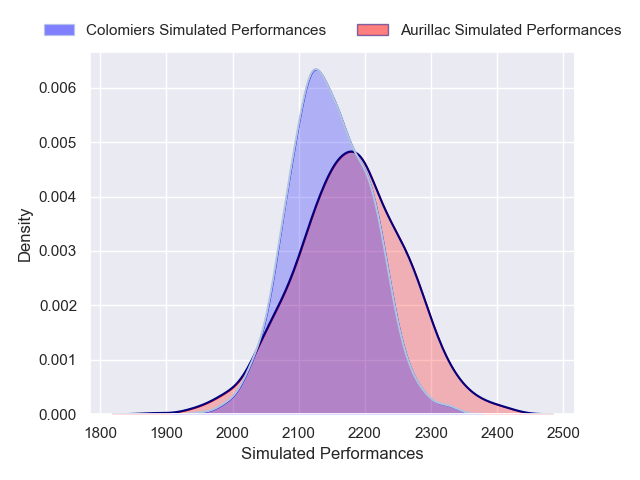 Colomiers Simulated Performances Aurillac Simulated Performances
0.006
0.005
0.004
0.003
0.002
0.001
0.000
Density
1800 1900 2000 2100 2200 2300 2400 2500
Simulated Performances